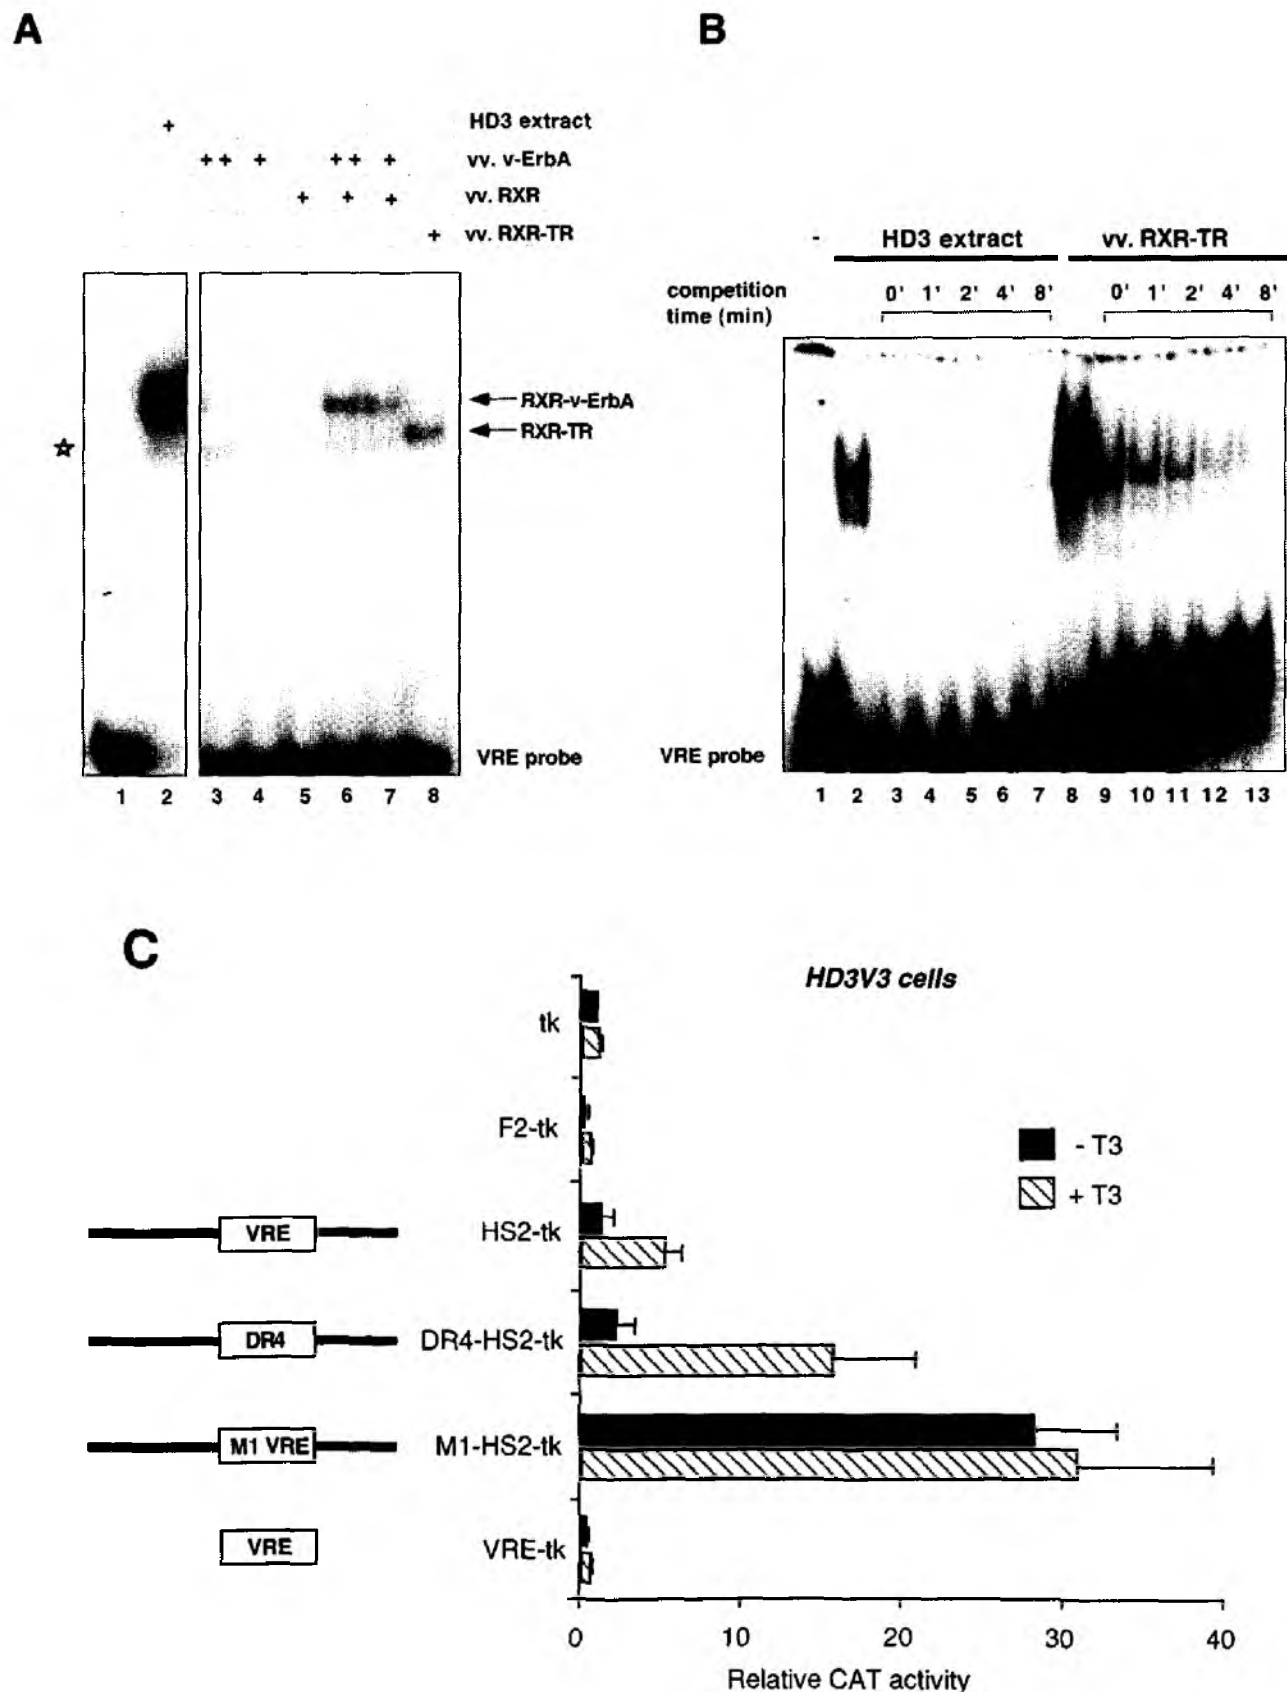 A
+ HD3 extract
++ + ++ + vv. v-ErbA
+ + + vv. RXR
+ vv. RXR-TR
RXR-v-ErbA
RXR-TR
VRE probe
1 2 3 4 5 6 7 8
B
- HD3 extract vv. RXR-TR
competition time (min)
0' 1' 2' 4' 8' 0' 1' 2' 4' 8'
VRE probe
1 2 3 4 5 6 7 8 9 10 11 12 13
C
HD3V3 cells
tk
F2-tk
- T3
+ T3
VRE HS2-tk
DR4 DR4-HS2-tk
M1 VRE M1-HS2-tk
VRE VRE-tk
0 10 20 30 40
Relative CAT activity